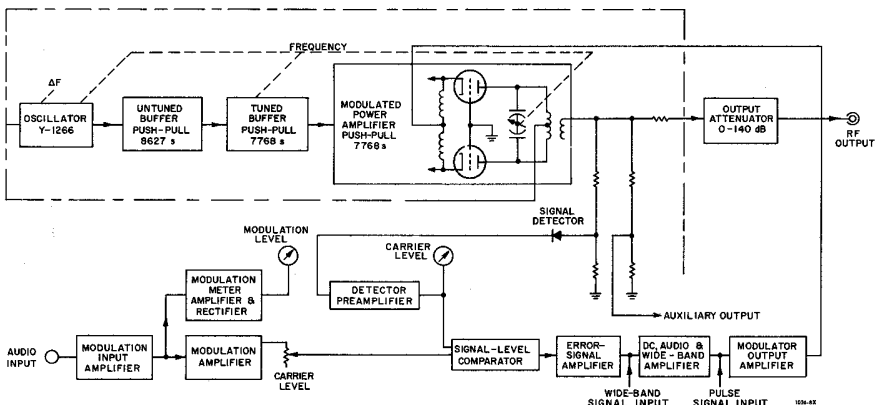 FREQUENCY
ΔF
OSCILLATOR
Y-1266
UNTUNED
BUFFER
PUSH-PULL
8627 s
TUNED
BUFFER
PUSH-PULL
7768 s
MODULATED
POWER
AMPLIFIER
PUSH-PULL
7768 s
OUTPUT
ATTENUATOR
0-140 dB
RF
OUTPUT
SIGNAL
DETECTOR
MODULATION
LEVEL
CARRIER
LEVEL
MODULATION
METER
AMPLIFIER &
RECTIFIER
DETECTOR
PREAMPLIFIER
AUXILIARY OUTPUT
AUDIO
INPUT
MODULATION
INPUT
AMPLIFIER
MODULATION
AMPLIFIER
CARRIER
LEVEL
SIGNAL-LEVEL
COMPARATOR
ERROR-
SIGNAL
AMPLIFIER
DC, AUDIO &
WIDE-BAND
AMPLIFIER
MODULATOR
OUTPUT
AMPLIFIER
WIDE-BAND
SIGNAL INPUT
PULSE
SIGNAL INPUT